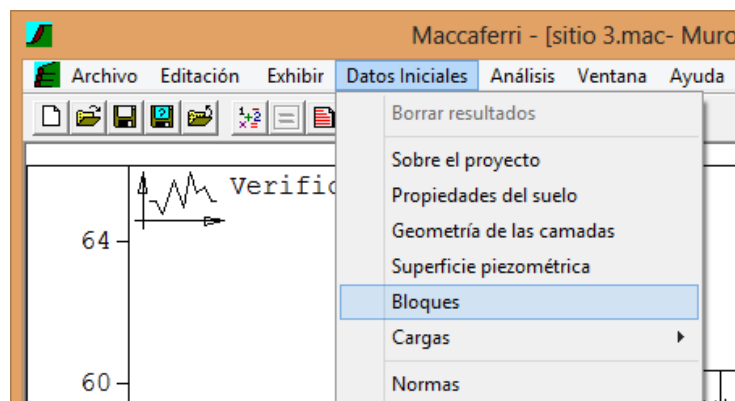 Maccaferri - [sitio 3.mac- Muro
Archivo Editación Exhibir Datos Iniciales Análisis Ventana Ayuda
Borrar resultados
Sobre el proyecto
Verific
Propiedades del suelo
64
Geometría de las camadas
Superficie piezométrica
Bloques
Cargas
60
Normas